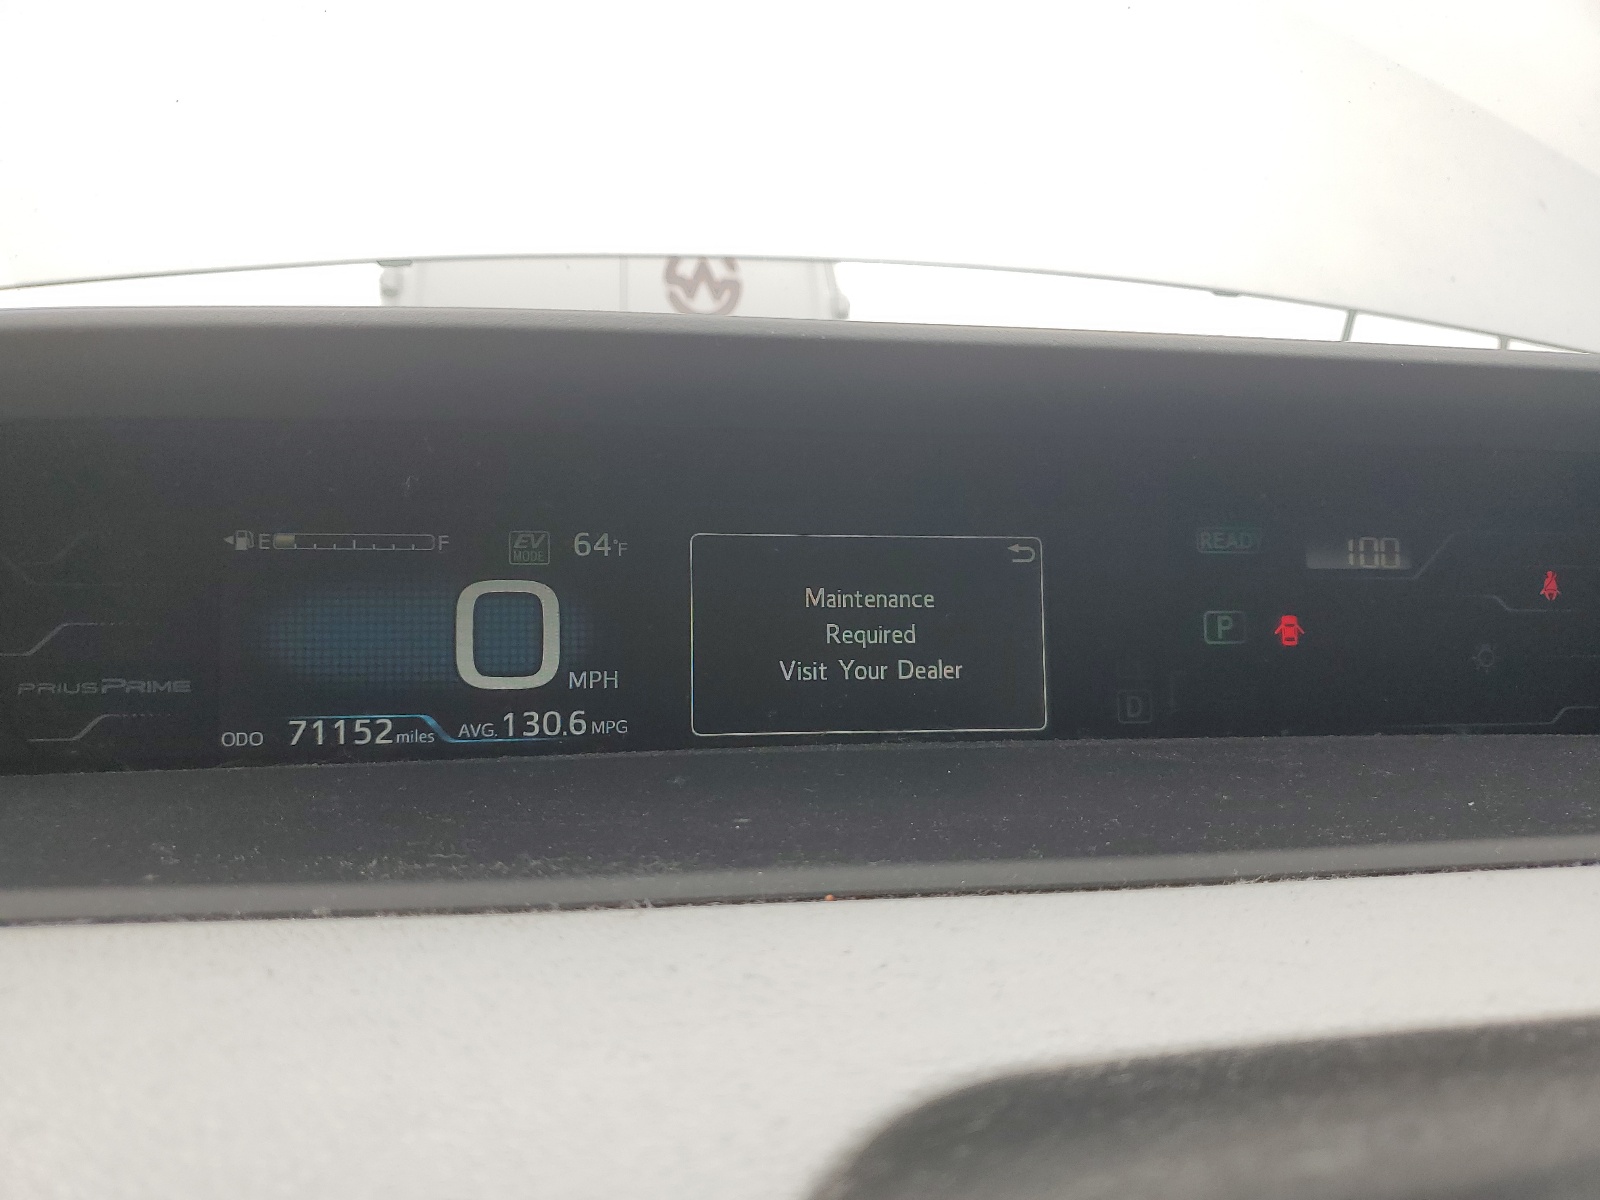 E F
EV
MODE
64°F
0
MPH
PRIUS PRIME
ODO 71152 miles
AVG. 130.6 MPG
Maintenance
Required
Visit Your Dealer
READY
100
P
D